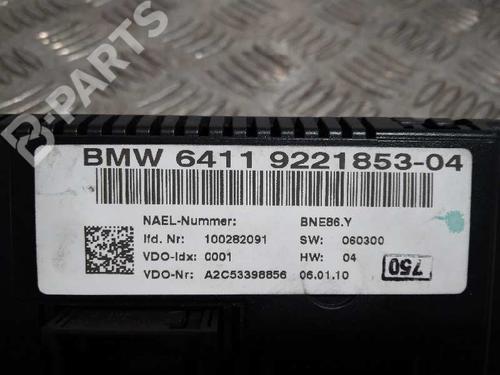 B-PARTS
BMW 6411 9221853-04
NAEL-Nummer: BNE86.Y
lfd. Nr: 100282091 SW: 060300
VDO-Idx: 0001 HW: 04
VDO-Nr: A2C53398856 06.01.10
750
B-PARTS